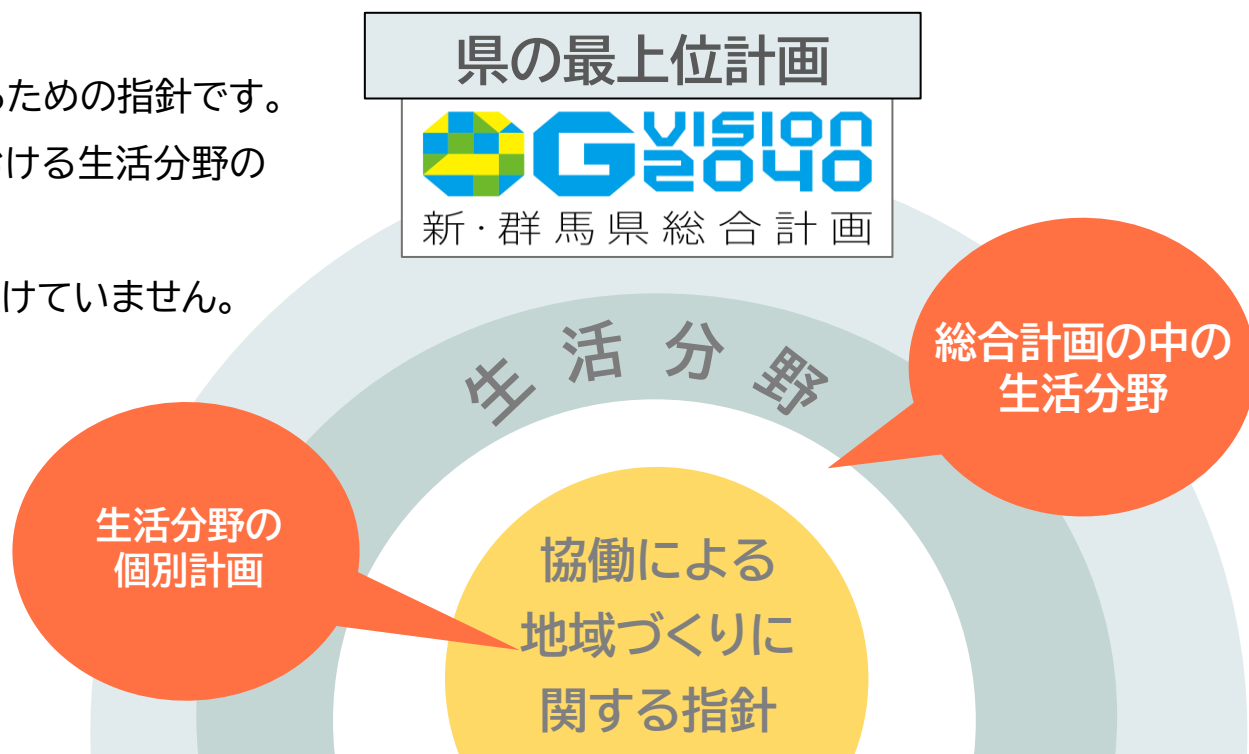 県の最上位計画
るための指針です。
ける生活分野の
けていません。
G VISION 2040
新・群馬県総合計画
生活分野
総合計画の中の
生活分野
生活分野の
個別計画
協働による
地域づくりに
関する指針